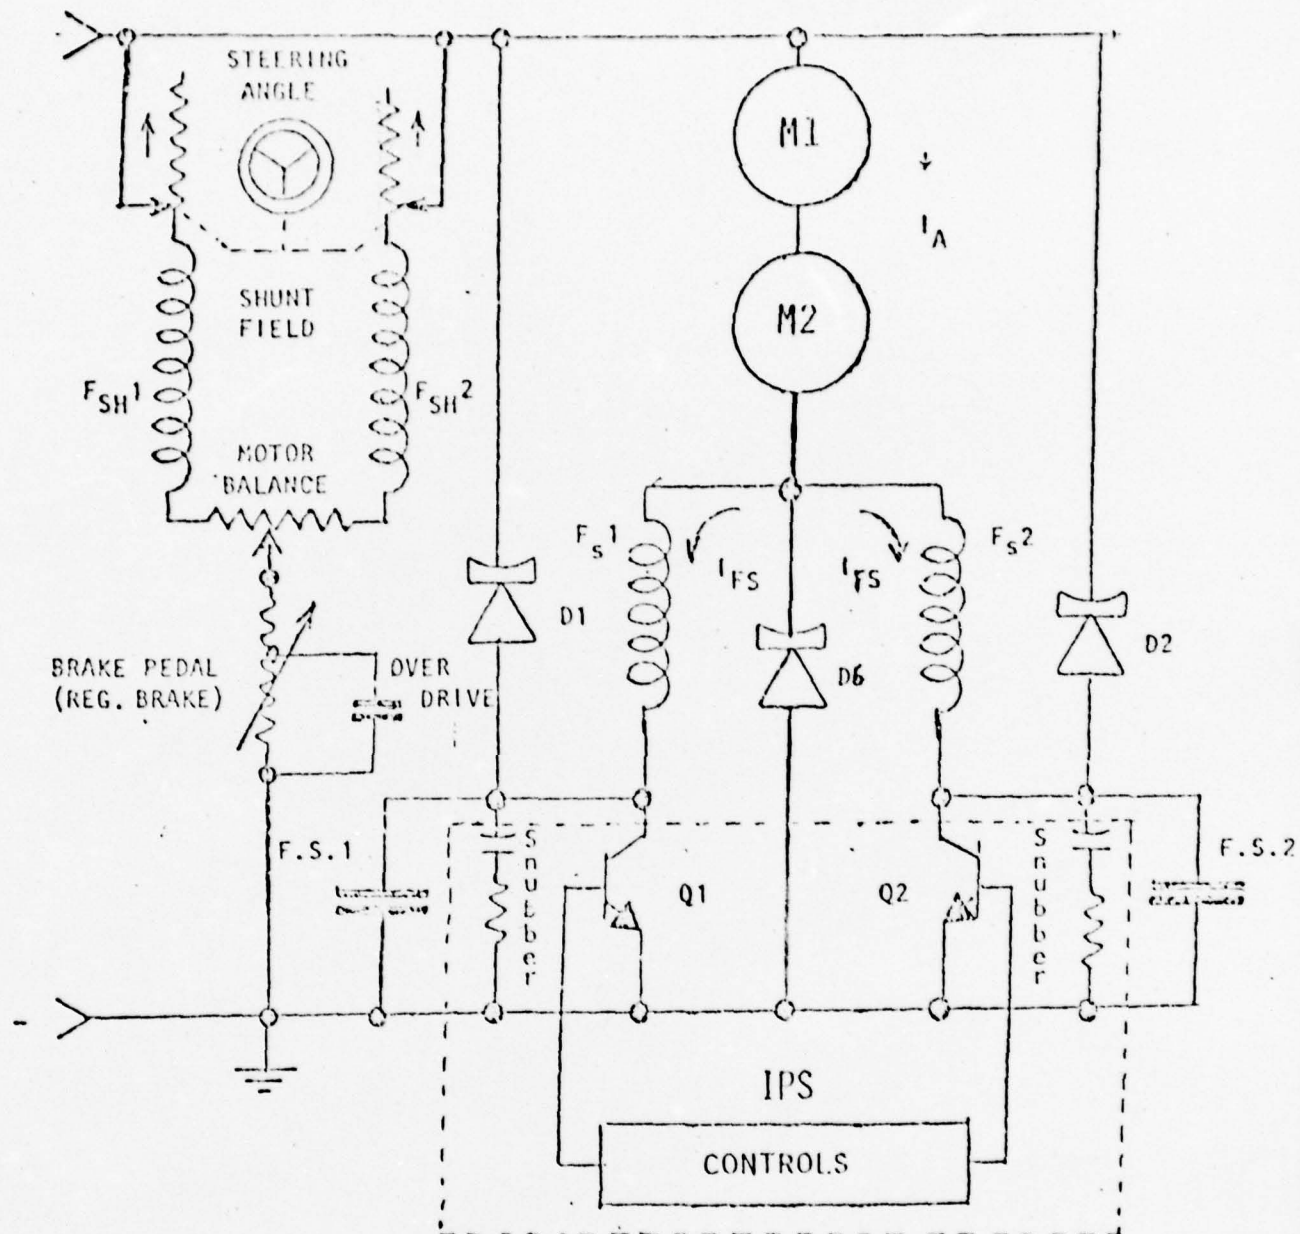 STEERING
ANGLE
M1
I A
M2
SHUNT
FIELD
F SH 1
F SH 2
MOTOR
BALANCE
F s 1
I FS
I FS
F s 2
D1
D2
D6
BRAKE PEDAL
(REG. BRAKE)
OVER
DRIVE
F.S.1
Snubber
Q1
Q2
Snubber
F.S.2
-
IPS
CONTROLS